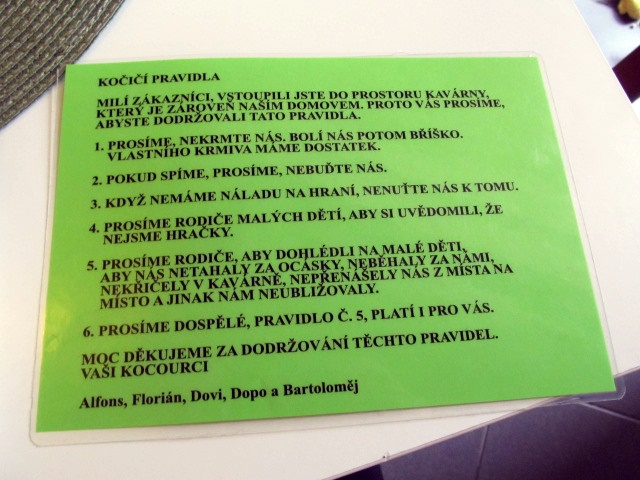 KOČIČÍ PRAVIDLA
MILÍ ZÁKAZNÍCI, VSTOUPILI JSTE DO PROSTORU KAVÁRNY,
KTERÝ JE ZÁROVEŇ NAŠÍM DOMOVEM. PROTO VÁS PROSÍME,
ABYSTE DODRŽOVALI TATO PRAVIDLA.
1. PROSÍME, NEKRMTE NÁS. BOLÍ NÁS POTOM BŘÍŠKO.
VLASTNÍHO KRMIVA MÁME DOSTATEK.
2. POKUD SPÍME, PROSÍME, NEBUĎTE NÁS.
3. KDYŽ NEMÁME NÁLADU NA HRANÍ, NENUŤTE NÁS K TOMU.
4. PROSÍME RODIČE MALÝCH DĚTÍ, ABY SI UVĚDOMILI, ŽE
NEJSME HRAČKY.
5. PROSÍME RODIČE, ABY DOHLÉDLI NA MALÉ DĚTI,
ABY NÁS NETAHALY ZA OCÁSKY, NEBĚHALY ZA NÁMI,
NEKŘIČELY V KAVÁRNĚ, NEPŘENÁŠELY NÁS Z MÍSTA NA
MÍSTO A JINAK NÁM NEUBLIŽOVALY.
6. PROSÍME DOSPĚLÉ, PRAVIDLO Č. 5, PLATÍ I PRO VÁS.
MOC DĚKUJEME ZA DODRŽOVÁNÍ TĚCHTO PRAVIDEL.
VAŠI KOCOURCI
Alfons, Florián, Dovi, Dopo a Bartoloměj